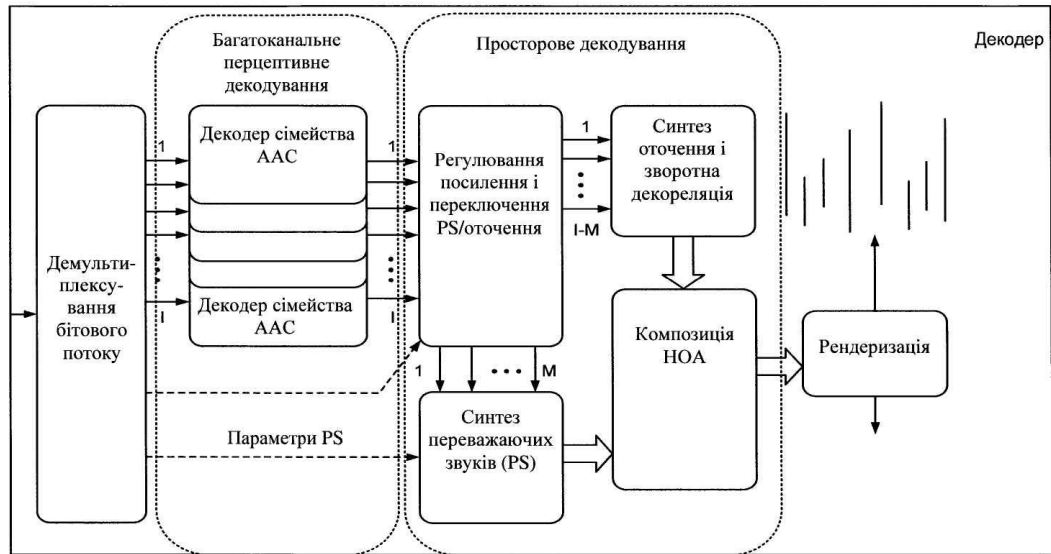 Декодер
Багатоканальне
перцептивне
декодування
Просторове декодування
Демульти-
плексу-
вання
бітового
потоку
1
I
Декодер сімейства
AAC
Декодер сімейства
AAC
1
I
Регулювання
посилення і
переключення
PS/оточення
1
I-M
Синтез
оточення і
зворотна
декореляція
1
M
Параметри PS
Синтез
переважаючих
звуків (PS)
Композиція
HOA
Рендеризація